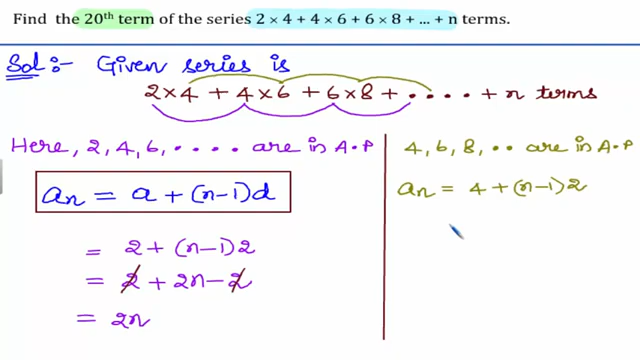 Find the 20th term of the series 2 × 4 + 4 × 6 + 6 × 8 + ... + n terms.
Sol :- Given series is
2×4 + 4×6 + 6×8 + . . . . + n terms
Here, 2, 4, 6, . . . . . are in A.P
an = a + (n-1)d
= 2 + (n-1)2
= 2 + 2n - 2
= 2n
4, 6, 8, .. are in A.P
an = 4 + (n-1)2